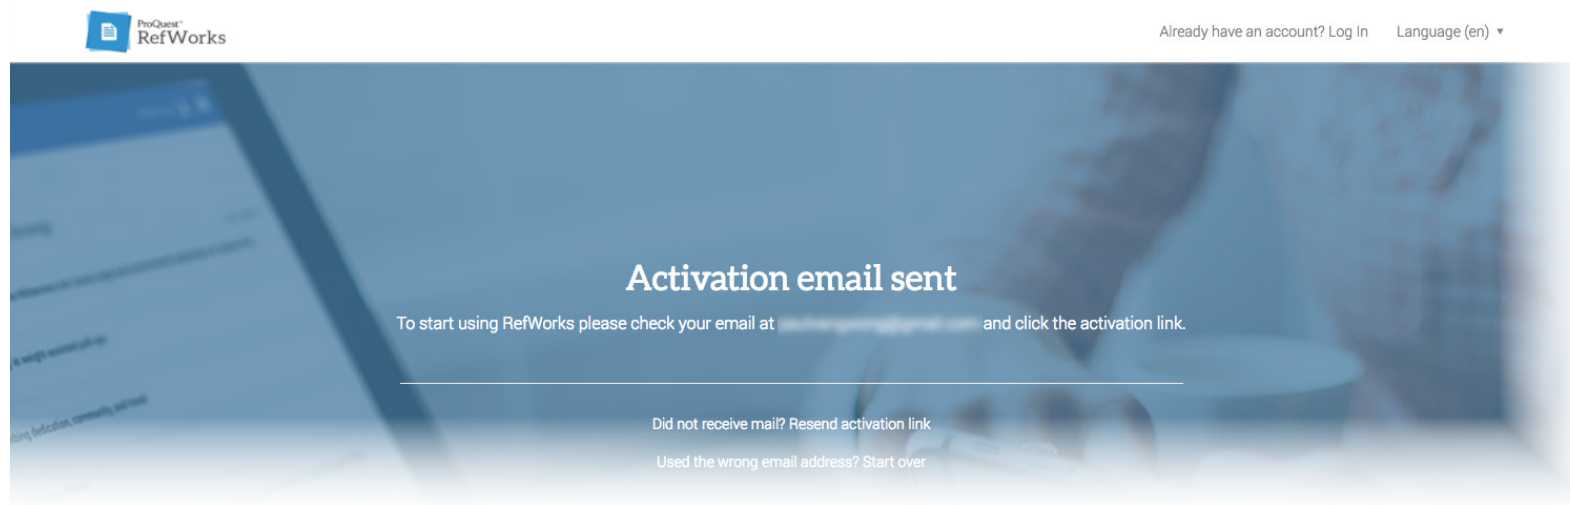 ProQuest®
RefWorks
Already have an account? Log In
Language (en) ▼
Activation email sent
To start using RefWorks please check your email at and click the activation link.
Did not receive mail? Resend activation link
Used the wrong email address? Start over